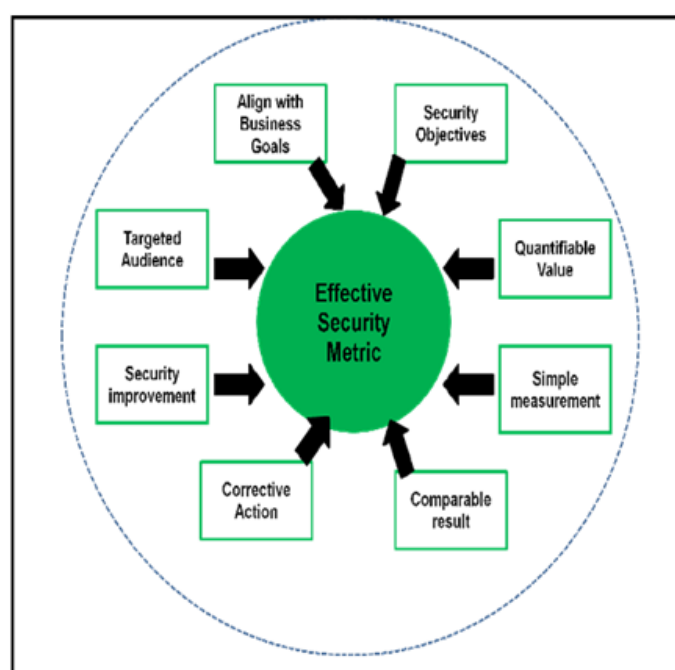 Align with
Business
Goals
Security
Objectives
Targeted
Audience
Quantifiable
Value
Effective
Security
Metric
Security
improvement
Simple
measurement
Corrective
Action
Comparable
result